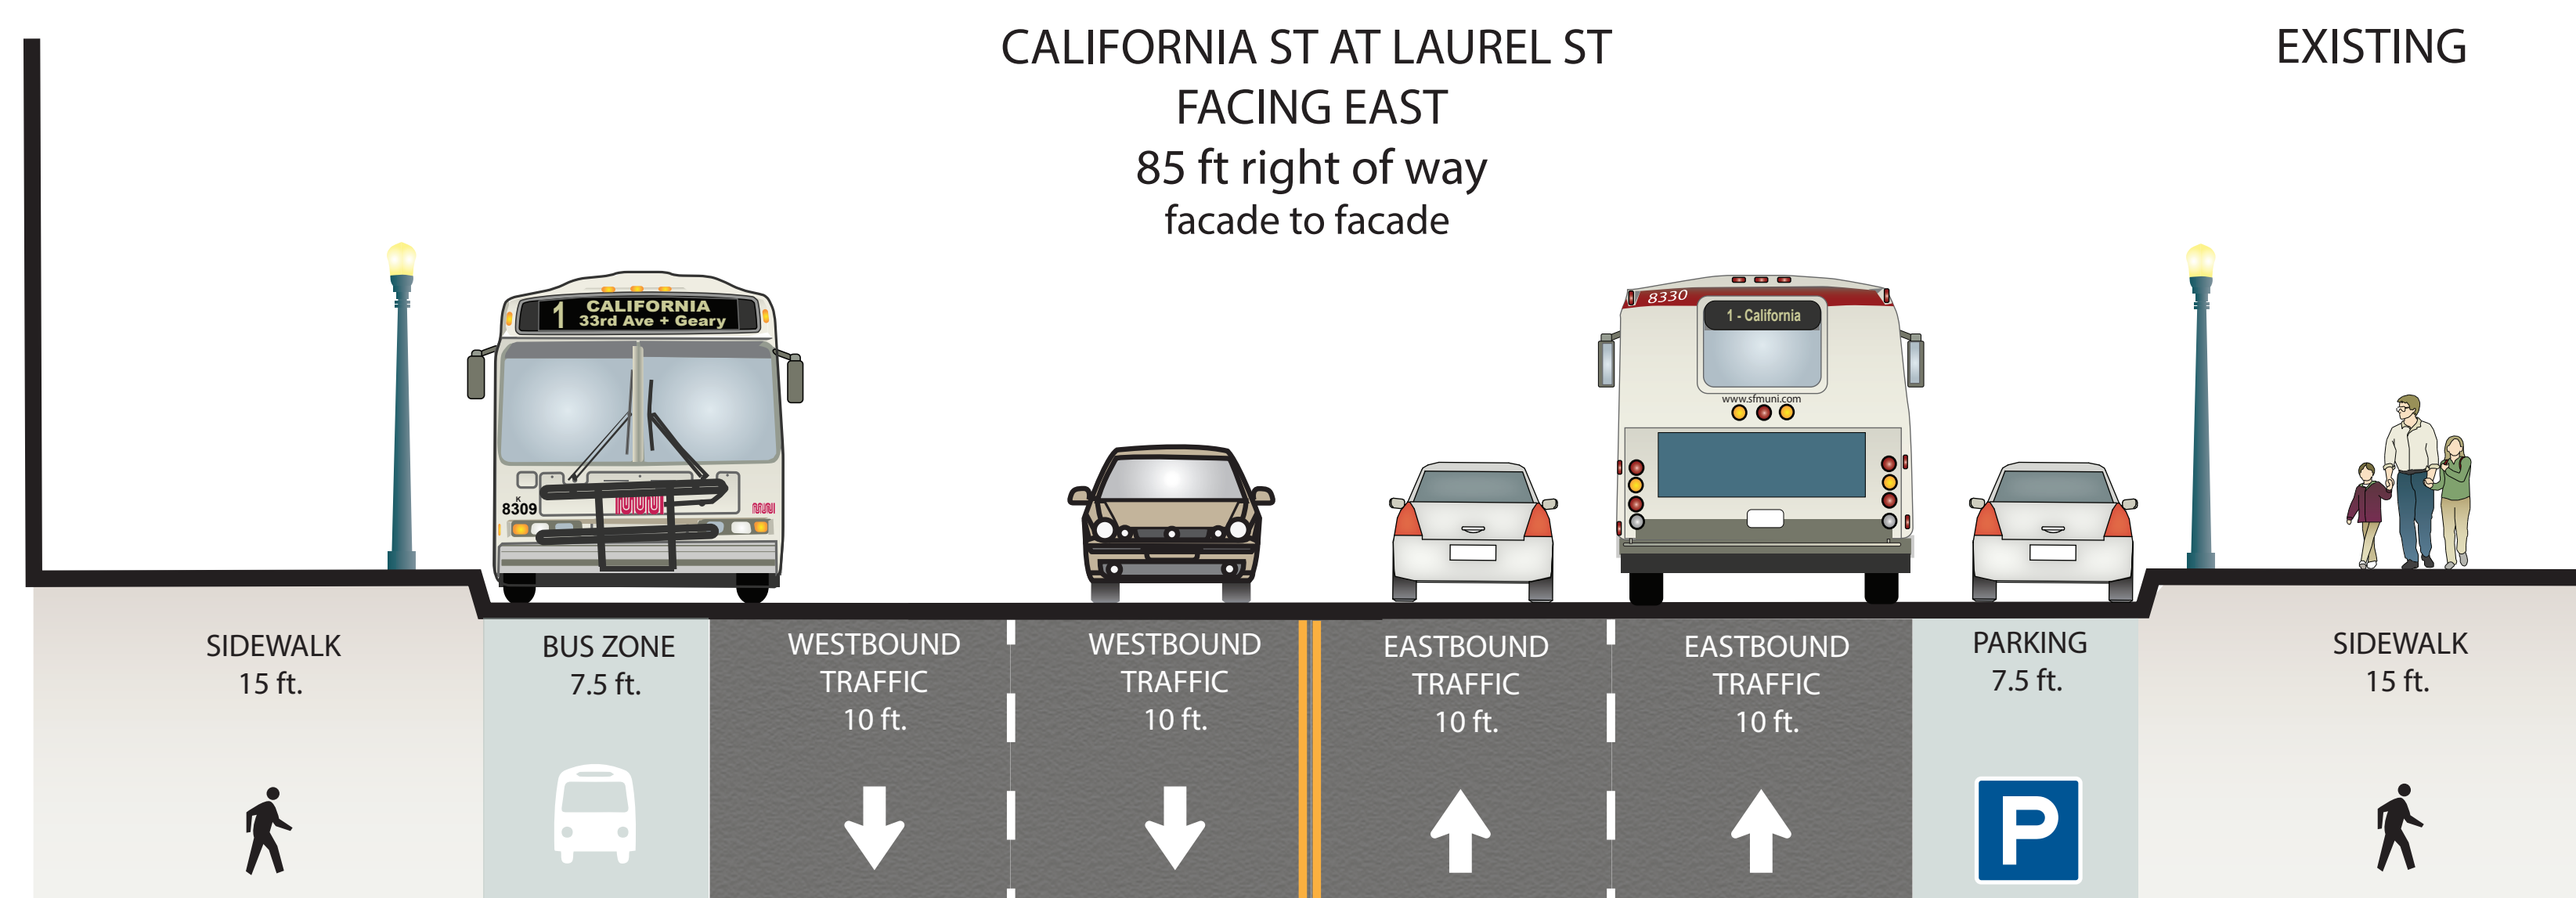 CALIFORNIA ST AT LAUREL ST
FACING EAST
85 ft right of way
facade to facade
EXISTING
1 CALIFORNIA
33rd Ave + Geary
K
8309
muni
muni
8330
1 - California
www.sfmuni.com
SIDEWALK
15 ft.
BUS ZONE
7.5 ft.
WESTBOUND
TRAFFIC
10 ft.
WESTBOUND
TRAFFIC
10 ft.
EASTBOUND
TRAFFIC
10 ft.
EASTBOUND
TRAFFIC
10 ft.
PARKING
7.5 ft.
P
SIDEWALK
15 ft.